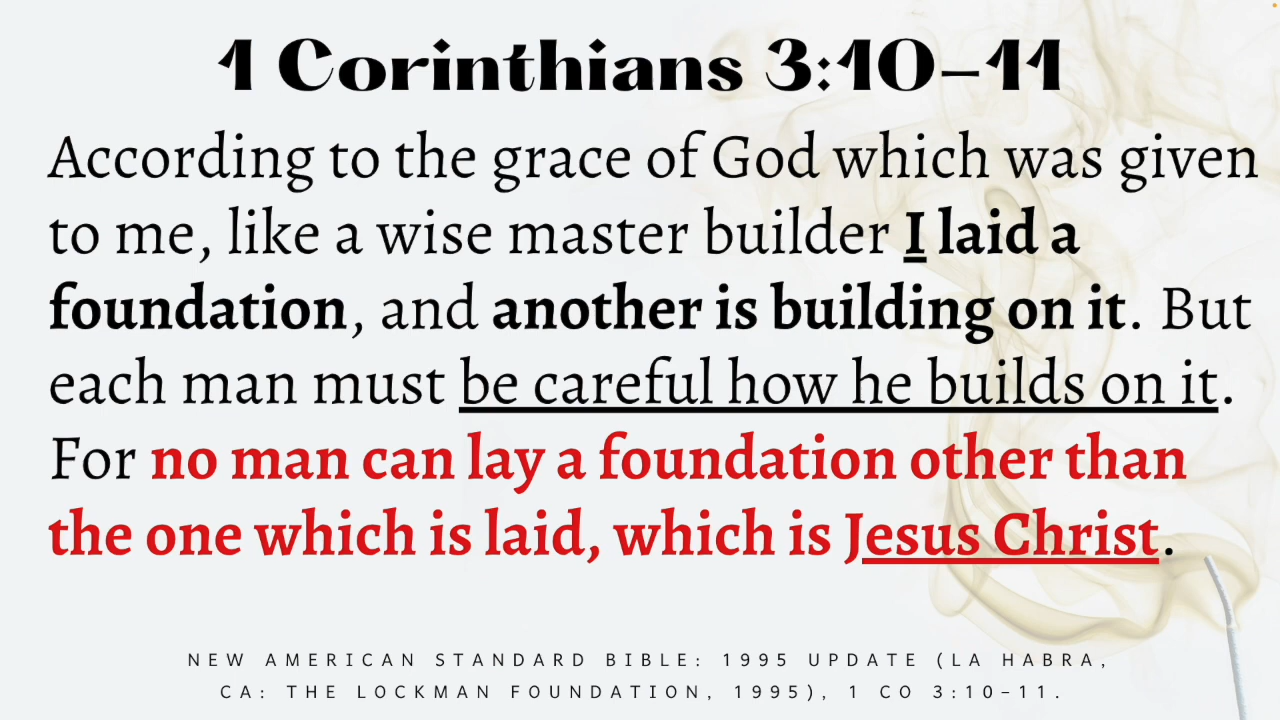 1 Corinthians 3:10–11
According to the grace of God which was given
to me, like a wise master builder I laid a
foundation, and another is building on it. But
each man must be careful how he builds on it.
For no man can lay a foundation other than
the one which is laid, which is Jesus Christ.
NEW AMERICAN STANDARD BIBLE: 1995 UPDATE (LA HABRA,
CA: THE LOCKMAN FOUNDATION, 1995), 1 CO 3:10–11.